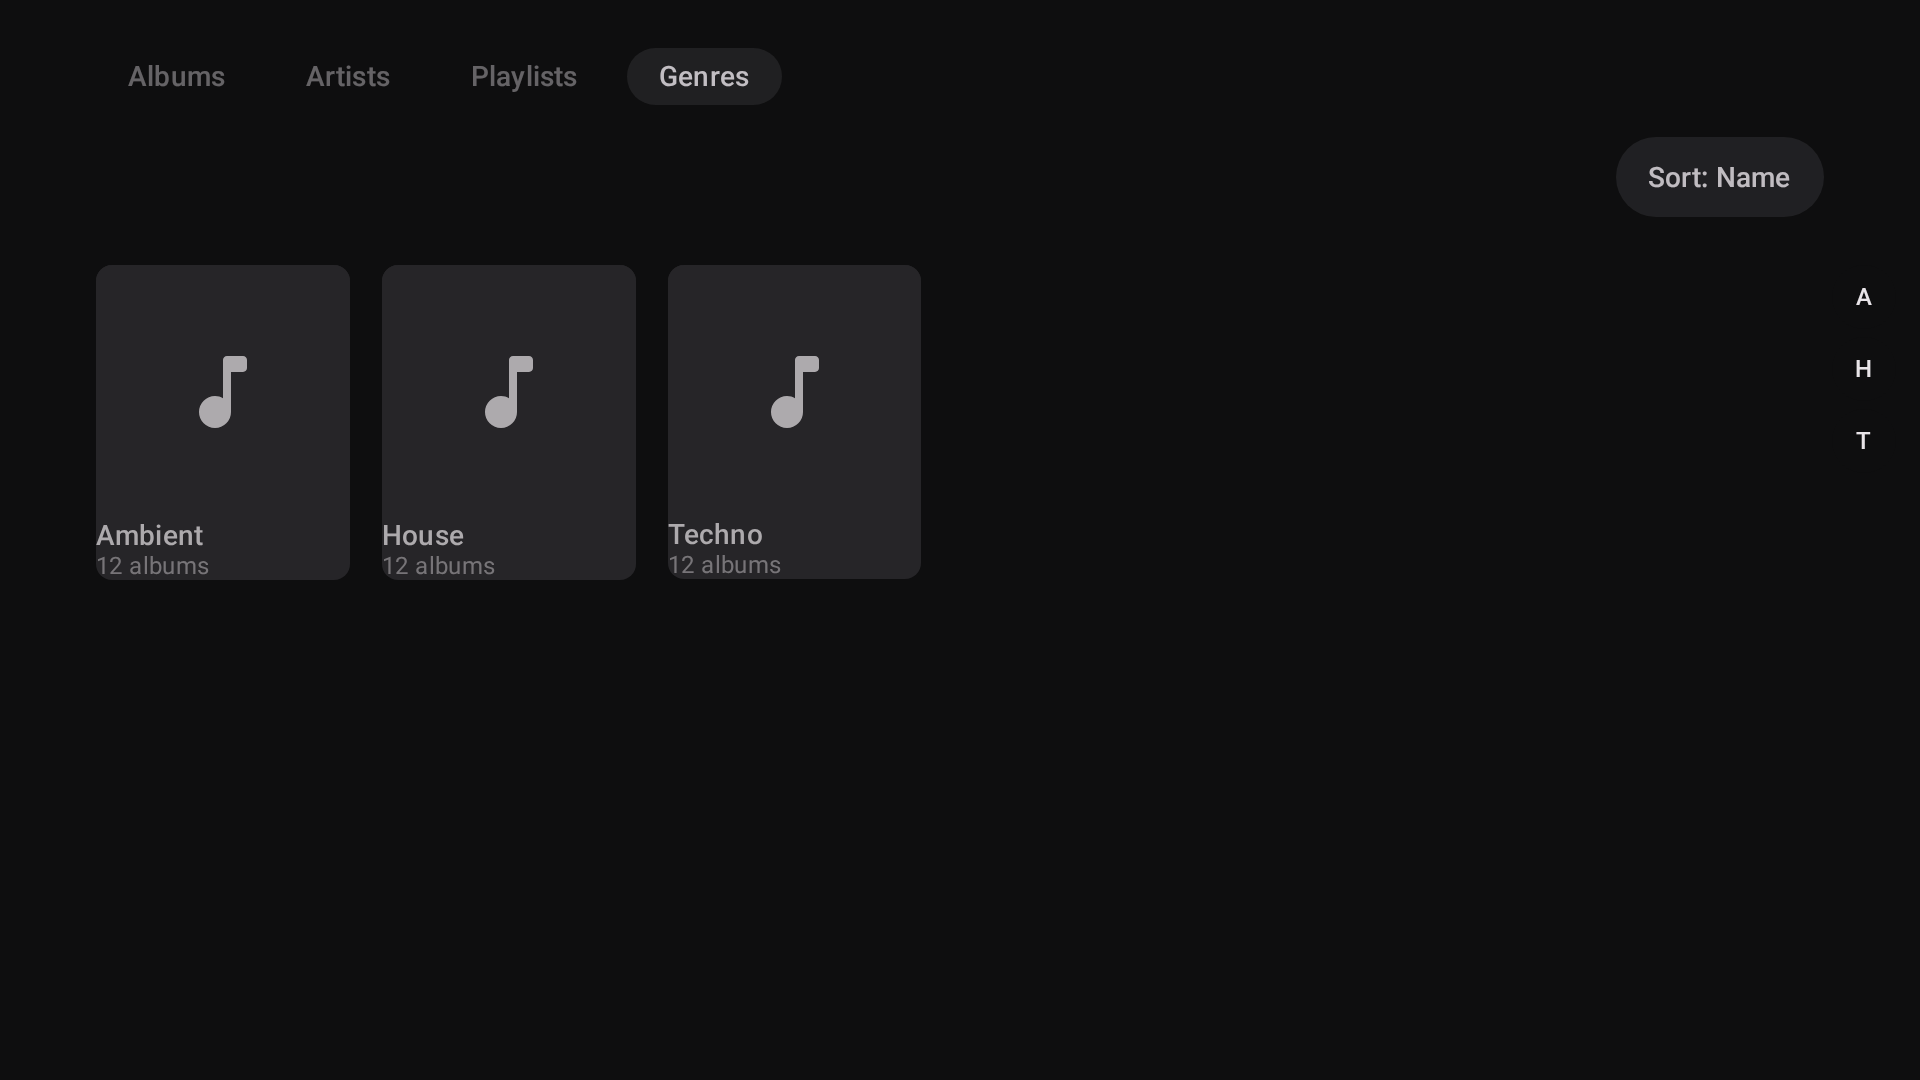 Albums
Artists
Playlists
Genres
Sort: Name
Ambient
12 albums
House
12 albums
Techno
12 albums
A
H
T